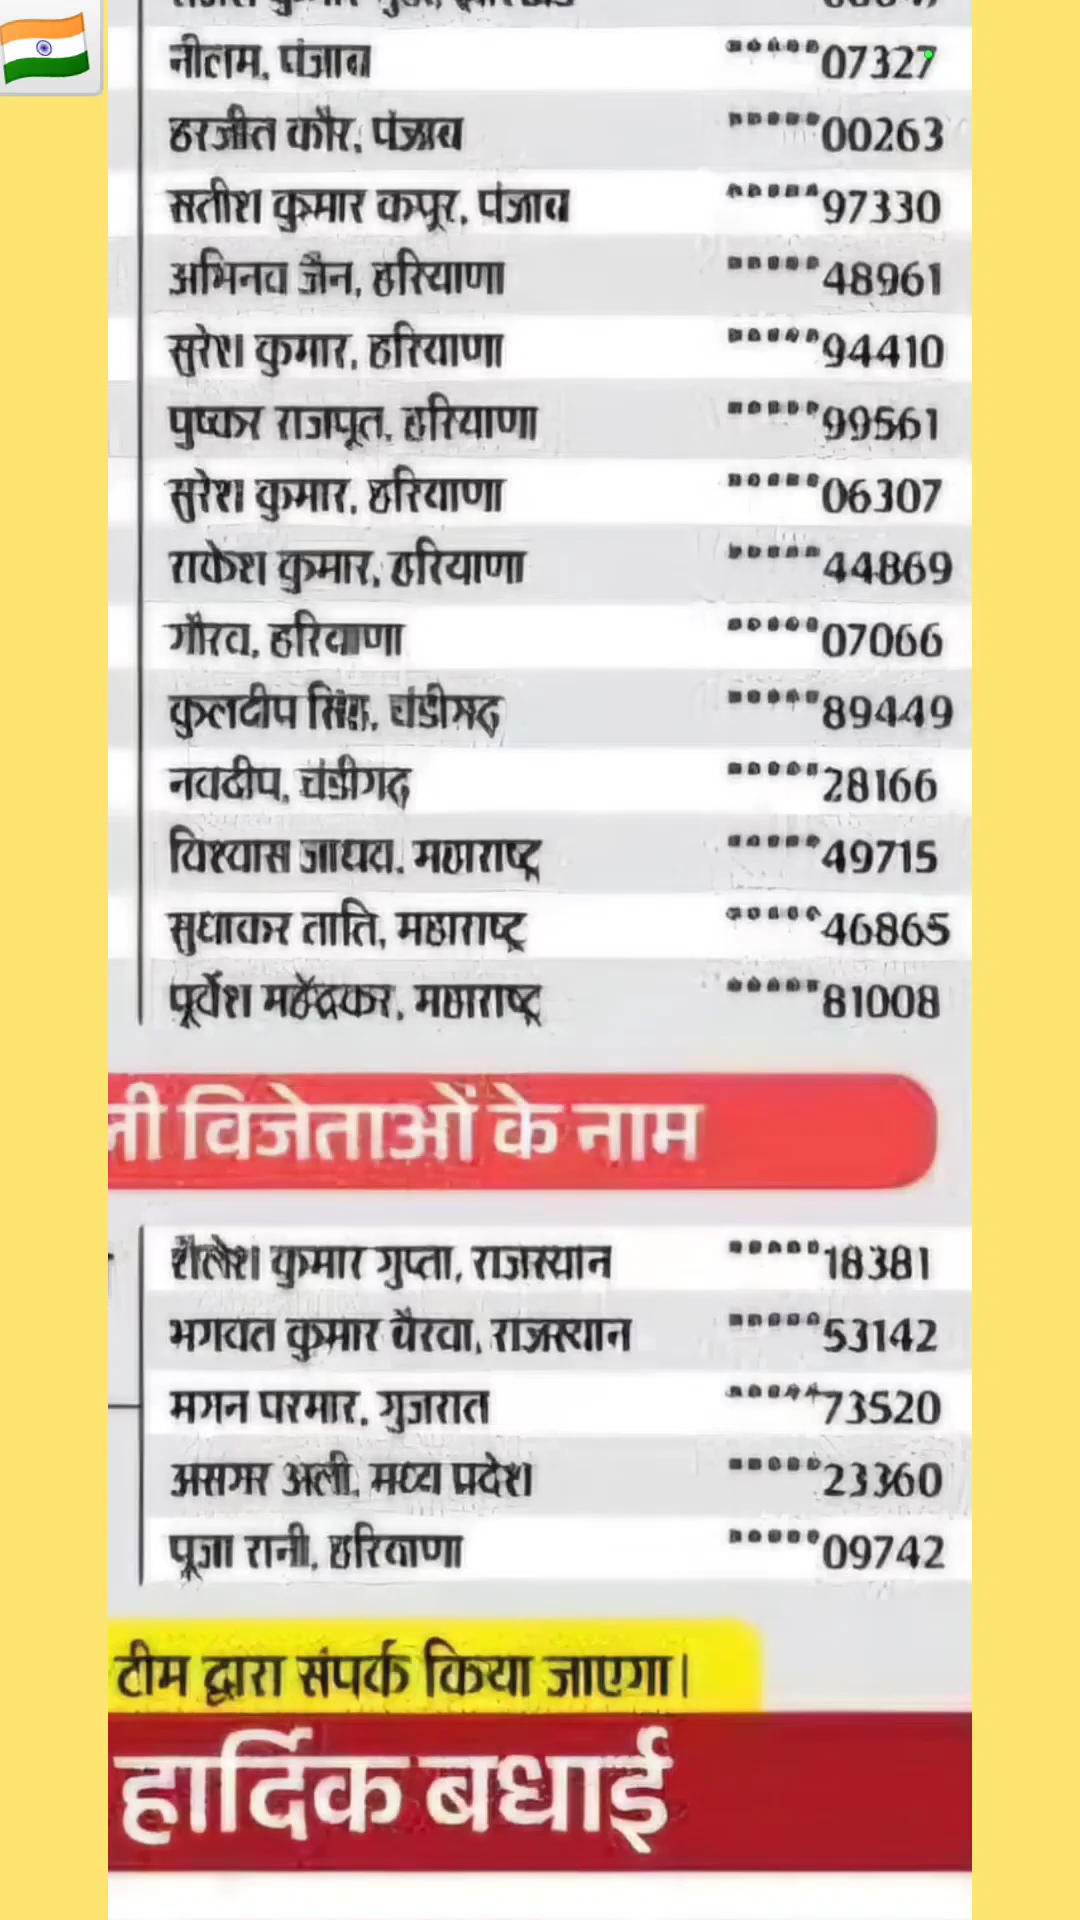 नीलम, पंजाब *****07327
हरजीत कौर, पंजाब *****00263
सतीश कुमार कपूर, पंजाब *****97330
अभिनव जैन, हरियाणा *****48961
सुरेश कुमार, हरियाणा *****94410
पुष्कर राजपूत, हरियाणा *****99561
सुरेश कुमार, हरियाणा *****06307
राकेश कुमार, हरियाणा *****44869
गौरव, हरियाणा *****07066
कुलदीप सिंह, चंडीगढ़ *****89449
नवदीप, चंडीगढ़ *****28166
विश्वास जाधव, महाराष्ट्र *****49715
सुधाकर ताति, महाराष्ट्र *****46865
पूर्वेश महेंद्रकर, महाराष्ट्र *****81008
विजेताओं के नाम
शैलेश कुमार गुप्ता, राजस्थान *****18381
भगवत कुमार बैरवा, राजस्थान *****53142
मगन परमार, गुजरात *****73520
असगर अली, मध्य प्रदेश *****23360
पूजा रानी, हरियाणा *****09742
टीम द्वारा संपर्क किया जाएगा।
हार्दिक बधाई